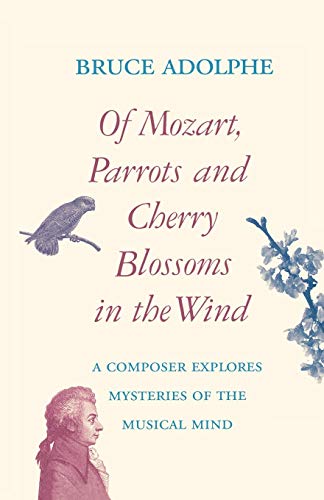 BRUCE ADOLPHE
Of Mozart,
Parrots and
Cherry
Blossoms
in the Wind
A COMPOSER EXPLORES
MYSTERIES OF THE
MUSICAL MIND